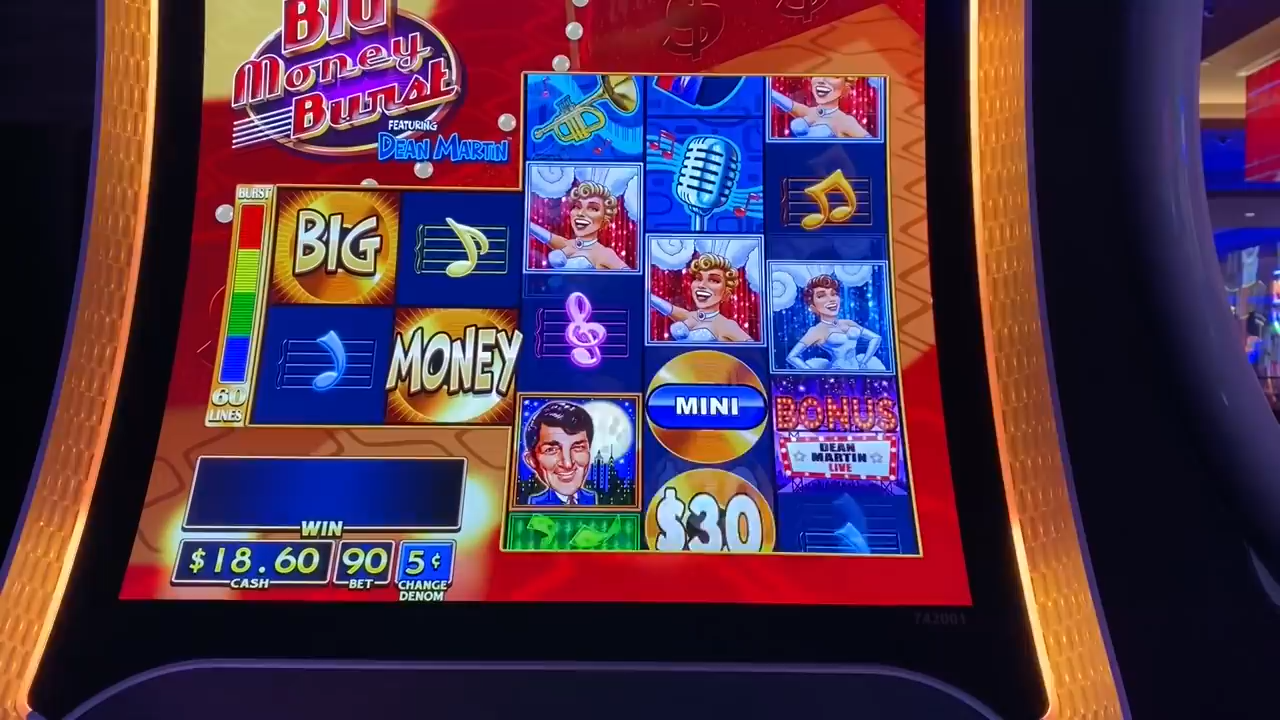 BIG
Money
Burst
FEATURING
DEAN MARTIN
BURST
BIG
MONEY
60
LINES
MINI
BONUS
DEAN
MARTIN
LIVE
$30
WIN
$18.60
CASH
90
BET
5¢
CHANGE
DENOM
742001